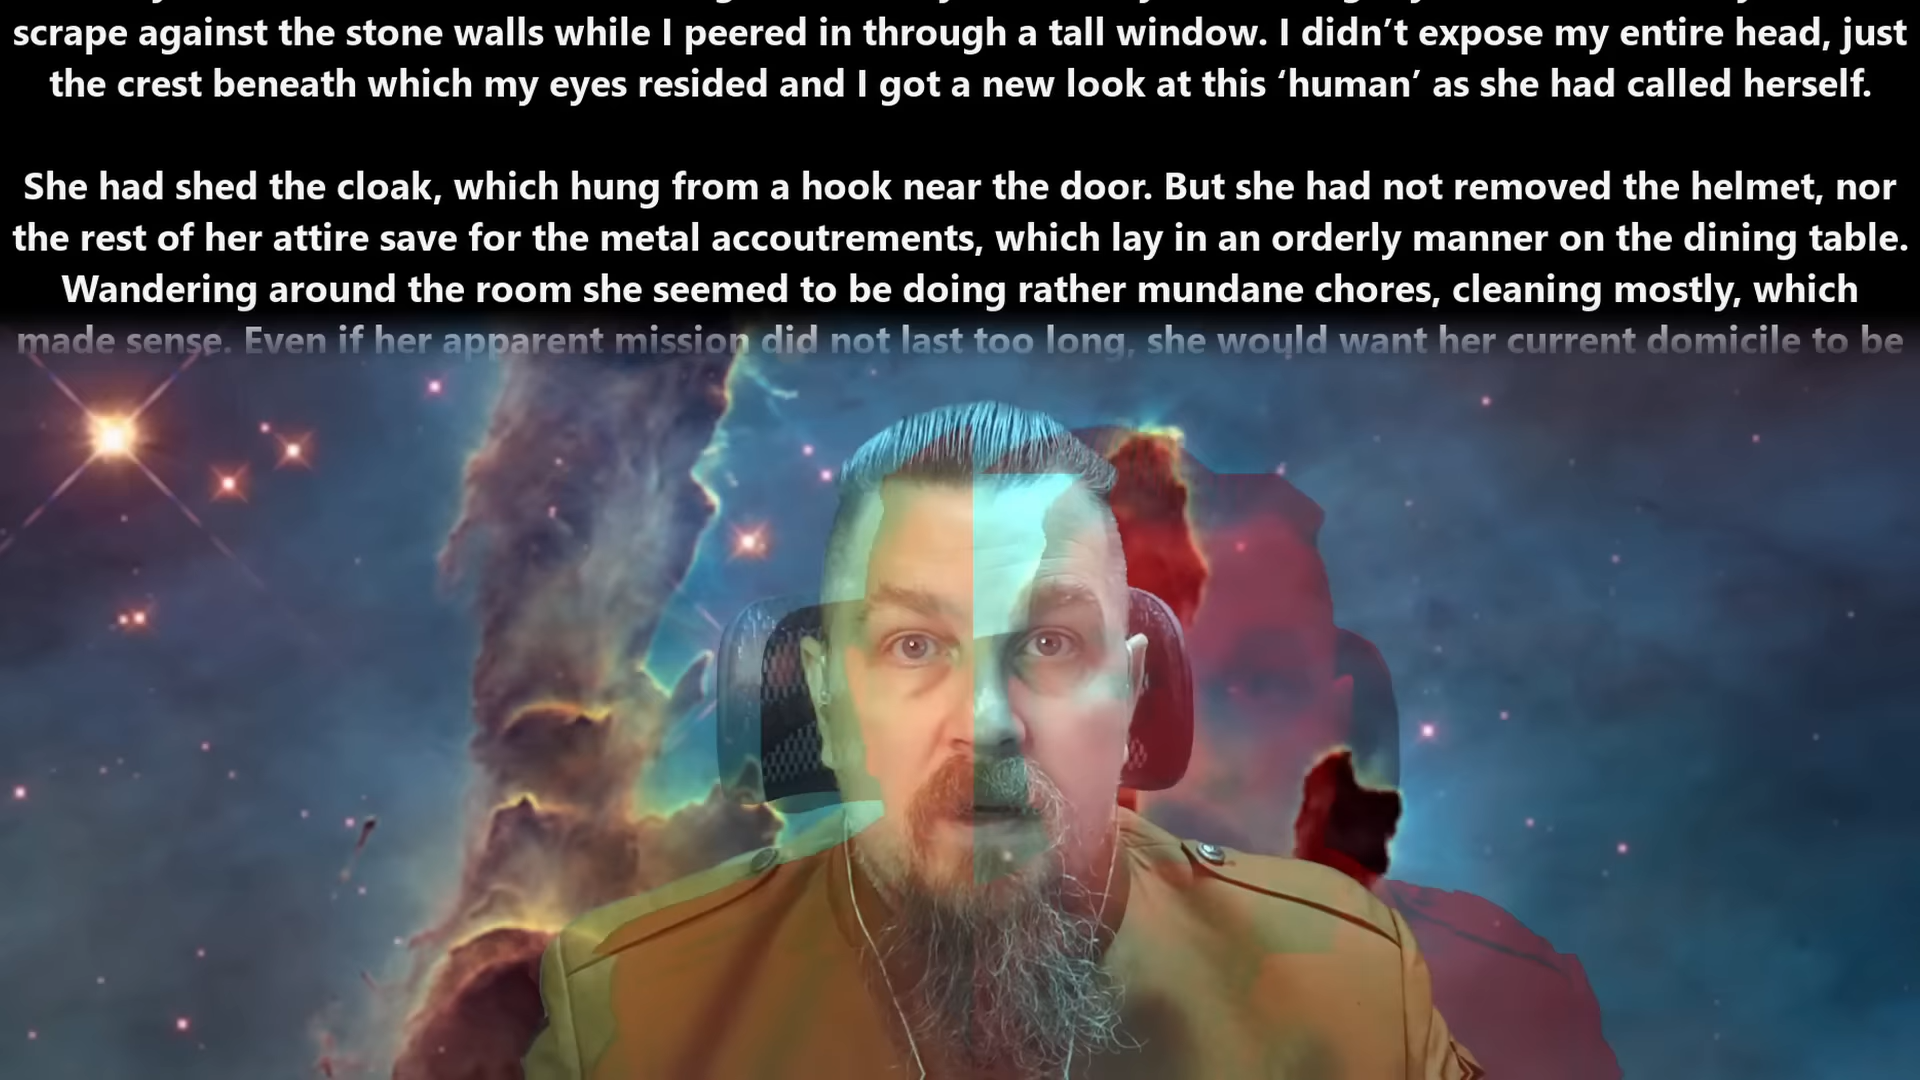 scrape against the stone walls while I peered in through a tall window. I didn’t expose my entire head, just
the crest beneath which my eyes resided and I got a new look at this ‘human’ as she had called herself.
She had shed the cloak, which hung from a hook near the door. But she had not removed the helmet, nor
the rest of her attire save for the metal accoutrements, which lay in an orderly manner on the dining table.
Wandering around the room she seemed to be doing rather mundane chores, cleaning mostly, which
made sense. Even if her apparent mission did not last too long, she would want her current domicile to be